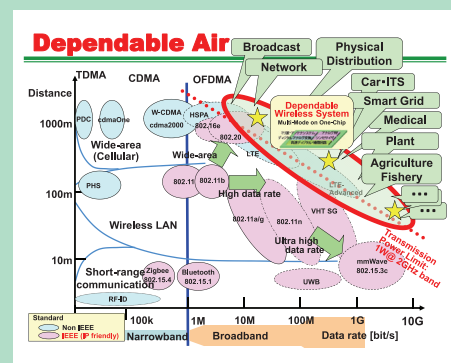 Dependable Air
Broadcast
Network
Physical
Distribution
Car・ITS
Smart Grid
Medical
Plant
Agriculture
Fishery
•••
•••
TDMA
CDMA
OFDMA
Distance
1000m
100m
10m
PDC
cdmaOne
W-CDMA
cdma2000
HSPA
802.16e
802.20
Dependable
Wireless System
Multi-Mode on One-Chip
Wide-area
(Cellular)
Wide-area
LTE
LTE-
Advanced
PHS
802.11
802.11b
High data rate
802.11a/g
802.11n
VHT SG
Wireless LAN
Ultra high
data rate
Transmission
Power Limit:
1W@ 2GHz band
Short-range
communication
Zigbee
802.15.4
Bluetooth
802.15.1
UWB
mmWave
802.15.3c
RF-ID
Standard
Non IEEE
IEEE (IP friendly)
100k
1M
10M
100M
1G
10G
Narrowband
Broadband
Data rate [bit/s]